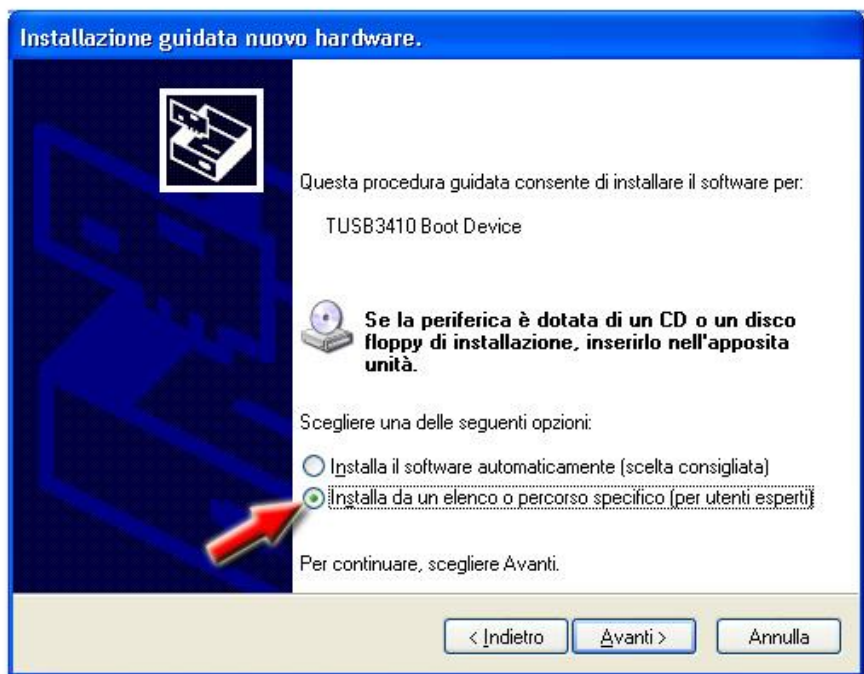 Installazione guidata nuovo hardware.
Questa procedura guidata consente di installare il software per:
TUSB3410 Boot Device
Se la periferica è dotata di un CD o un disco
floppy di installazione, inserirlo nell'apposita
unità.
Scegliere una delle seguenti opzioni:
Installa il software automaticamente (scelta consigliata)
Installa da un elenco o percorso specifico (per utenti esperti)
Per continuare, scegliere Avanti.
< Indietro Avanti > Annulla